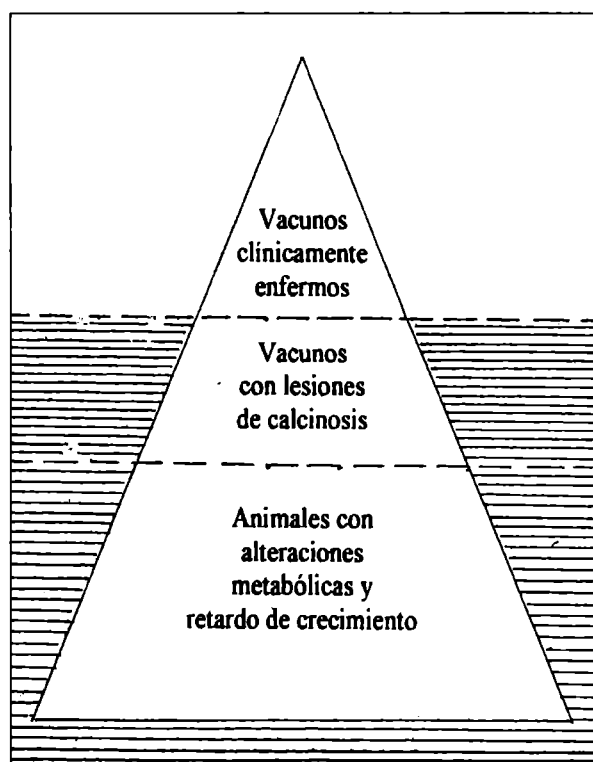 Vacunos
clínicamente
enfermos
Vacunos
con lesiones
de calcinosis
Animales con
alteraciones
metabólicas y
retardo de crecimiento